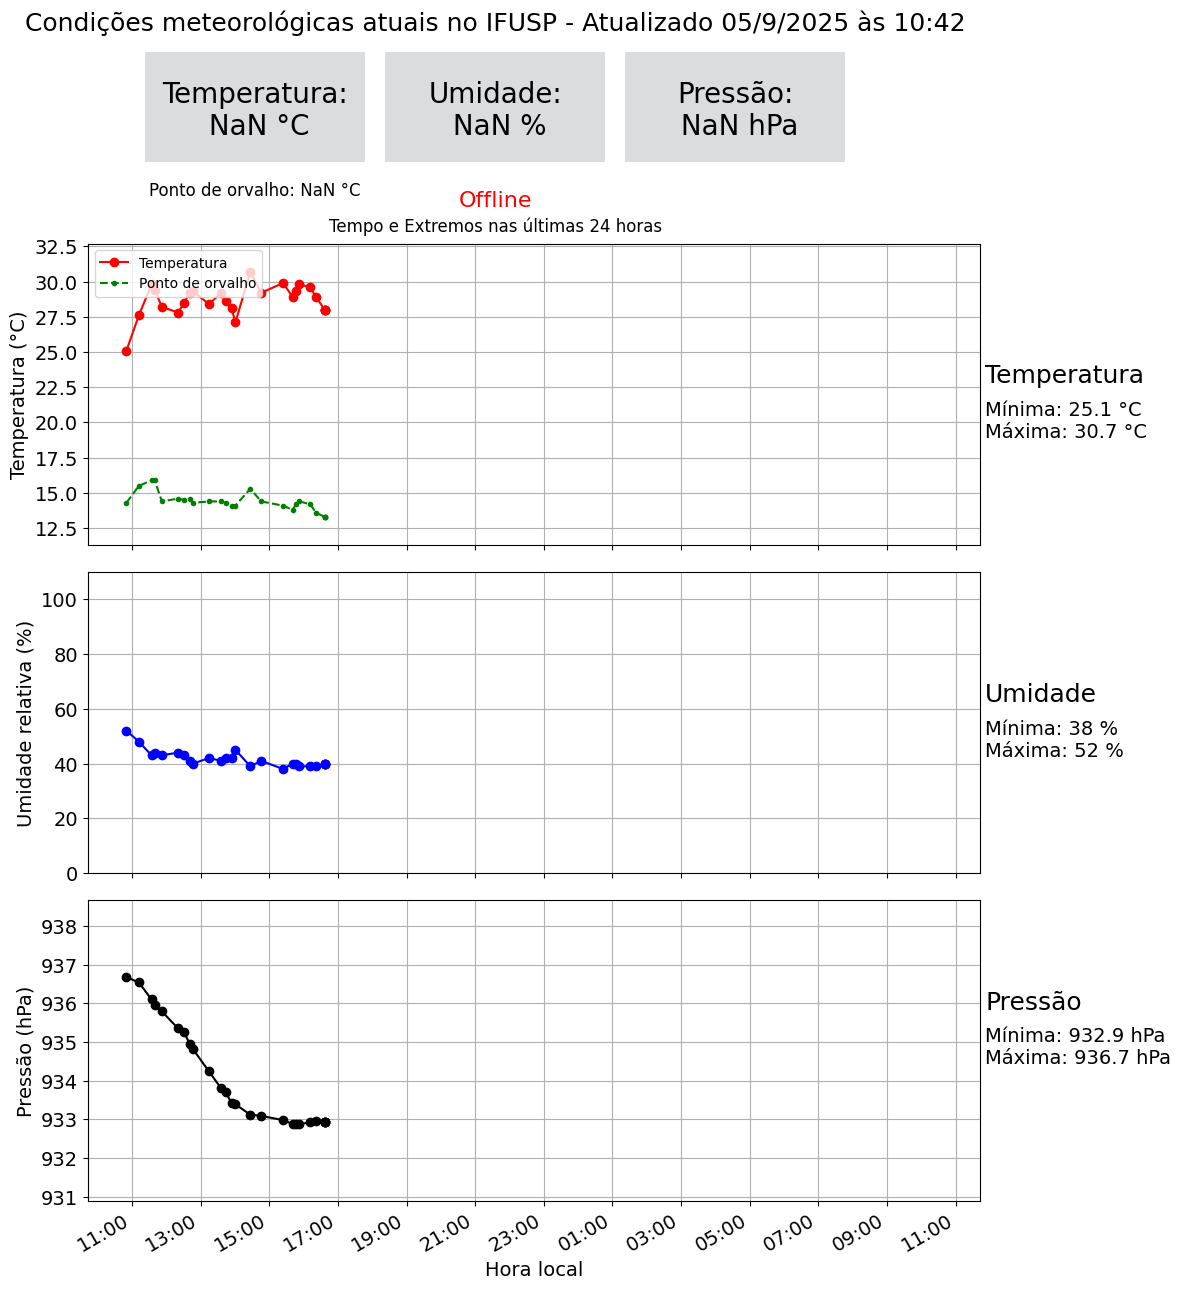 Condições meteorológicas atuais no IFUSP - Atualizado 05/9/2025 às 10:42
Temperatura:
NaN °C
Umidade:
NaN %
Pressão:
NaN hPa
Ponto de orvalho: NaN °C
Offline
Tempo e Extremos nas últimas 24 horas
Temperatura
Ponto de orvalho
Temperatura (°C)
32.5
30.0
27.5
25.0
22.5
20.0
17.5
15.0
12.5
Temperatura
Mínima: 25.1 °C
Máxima: 30.7 °C
Umidade relativa (%)
100
80
60
40
20
0
Umidade
Mínima: 38 %
Máxima: 52 %
Pressão (hPa)
938
937
936
935
934
933
932
931
Pressão
Mínima: 932.9 hPa
Máxima: 936.7 hPa
11:00 13:00 15:00 17:00 19:00 21:00 23:00 01:00 03:00 05:00 07:00 09:00 11:00
Hora local